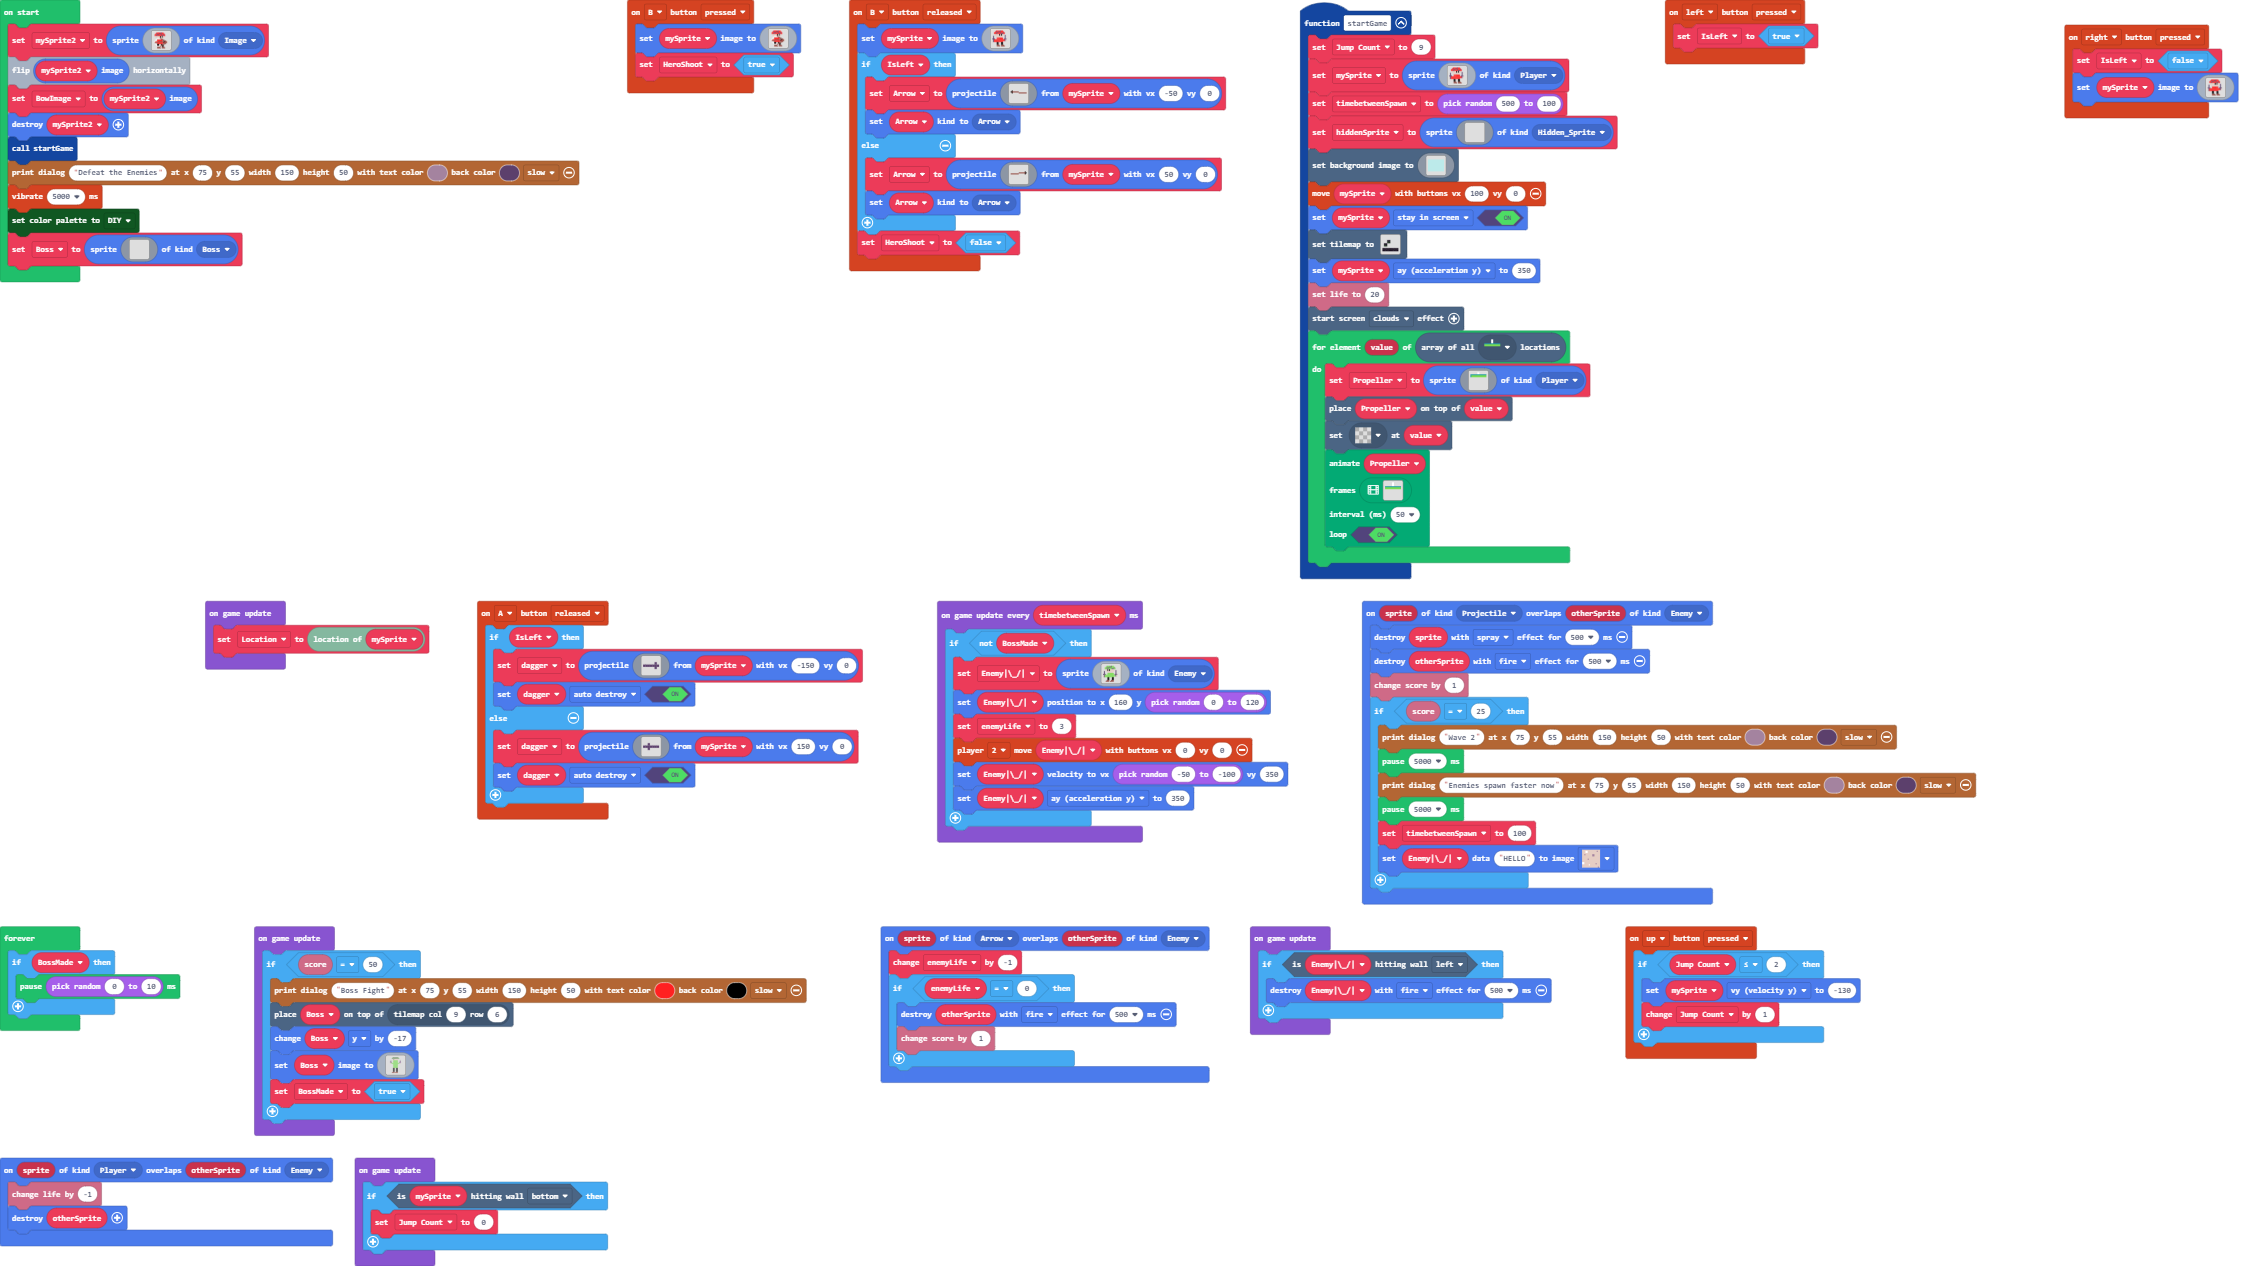 on start
set mySprite2 to sprite of kind Image
flip mySprite2 image horizontally
set BowImage to mySprite2 image
destroy mySprite2
call startGame
print dialog "Defeat the Enemies" at x 75 y 55 width 150 height 50 with text color back color slow
vibrate 5000 ms
set color palette to DIY
set Boss to sprite of kind Boss
on B button pressed
set mySprite image to
set HeroShoot to true
on B button released
set mySprite image to
if IsLeft then
set Arrow to projectile from mySprite with vx -50 vy 0
set Arrow kind to Arrow
else
set Arrow to projectile from mySprite with vx 50 vy 0
set Arrow kind to Arrow
set HeroShoot to false
function startGame
set Jump Count to 9
set mySprite to sprite of kind Player
set timebetweenSpawn to pick random 500 to 100
set hiddenSprite to sprite of kind Hidden_Sprite
set background image to
move mySprite with buttons vx 100 vy 0
set mySprite stay in screen ON
set tilemap to
set mySprite ay (acceleration y) to 350
set life to 20
start screen clouds effect
for element value of array of all locations
do
set Propeller to sprite of kind Player
place Propeller on top of value
set at value
animate Propeller
frames
interval (ms) 50
loop ON
on left button pressed
set IsLeft to true
on right button pressed
set IsLeft to false
set mySprite image to
on game update
set Location to location of mySprite
on A button released
if IsLeft then
set dagger to projectile from mySprite with vx -150 vy 0
set dagger auto destroy ON
else
set dagger to projectile from mySprite with vx 150 vy 0
set dagger auto destroy ON
on game update every timebetweenSpawn ms
if not BossMade then
set Enemy|\_/| to sprite of kind Enemy
set Enemy|\_/| position to x 160 y pick random 0 to 120
set enemyLife to 3
player 2 move Enemy|\_/| with buttons vx 0 vy 0
set Enemy|\_/| velocity to vx pick random -50 to -100 vy 350
set Enemy|\_/| ay (acceleration y) to 350
on sprite of kind Projectile overlaps otherSprite of kind Enemy
destroy sprite with spray effect for 500 ms
destroy otherSprite with fire effect for 500 ms
change score by 1
if score = 25 then
print dialog "Wave 2" at x 75 y 55 width 150 height 50 with text color back color slow
pause 5000 ms
print dialog "Enemies spawn faster now" at x 75 y 55 width 150 height 50 with text color back color slow
pause 5000 ms
set timebetweenSpawn to 100
set Enemy|\_/| data "HELLO" to image
forever
if BossMade then
pause pick random 0 to 10 ms
on game update
if score = 50 then
print dialog "Boss Fight" at x 75 y 55 width 150 height 50 with text color back color slow
place Boss on top of tilemap col 9 row 6
change Boss y by -17
set Boss image to
set BossMade to true
on sprite of kind Arrow overlaps otherSprite of kind Enemy
change enemyLife by -1
if enemyLife = 0 then
destroy otherSprite with fire effect for 500 ms
change score by 1
on game update
if is Enemy|\_/| hitting wall left then
destroy Enemy|\_/| with fire effect for 500 ms
on up button pressed
if Jump Count 2 then
set mySprite vy (velocity y) to -130
change Jump Count by 1
on sprite of kind Player overlaps otherSprite of kind Enemy
change life by -1
destroy otherSprite
on game update
if is mySprite hitting wall bottom then
set Jump Count to 0